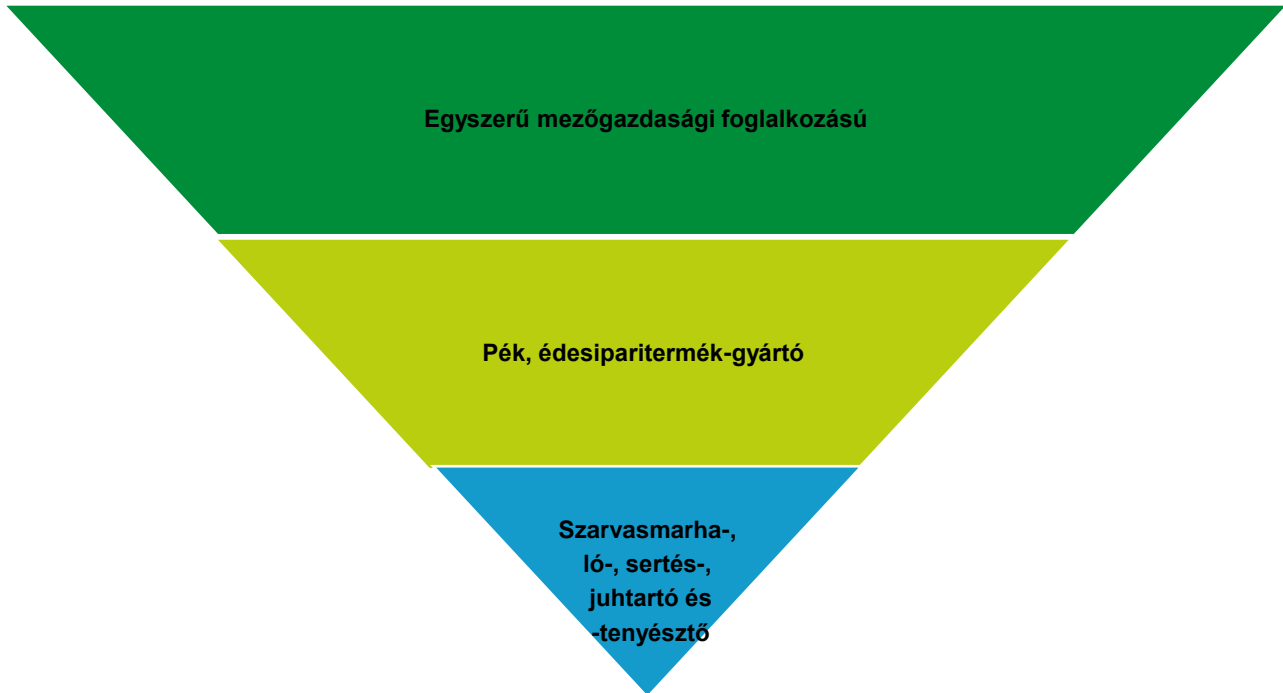 Egyszerű mezőgazdasági foglalkozású
Pék, édesiparitermék-gyártó
Szarvasmarha-,
ló-, sertés-,
juhtartó és
-tenyésztő